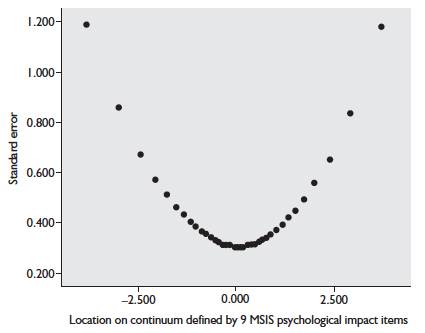 1.200
1.000
0.800
0.600
0.400
0.200
Standard error
−2.500 0.000 2.500
Location on continuum defined by 9 MSIS psychological impact items